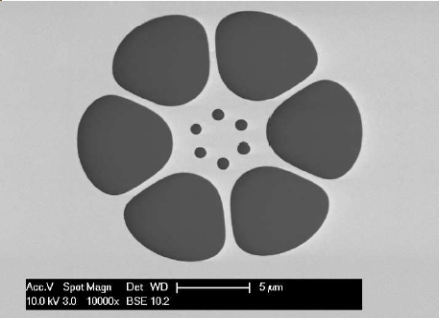 Acc.V Spot Magn Det WD 5 µm
10.0 kV 3.0 10000x BSE 10.2